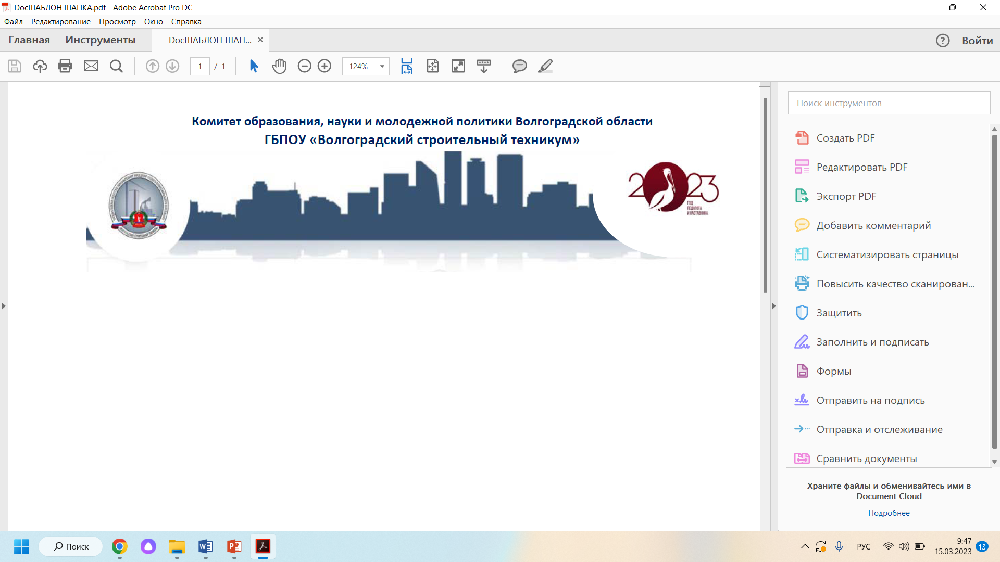 DocШАБЛОН ШАПКА.pdf - Adobe Acrobat Pro DC
Файл Редактирование Просмотр Окно Справка
Главная Инструменты DocШАБЛОН ШАП... × Войти
1 / 1 124%
Поиск инструментов
Комитет образования, науки и молодежной политики Волгоградской области
ГБПОУ «Волгоградский строительный техникум»
2023
ГОД
ПЕДАГОГА
И НАСТАВНИКА
Создать PDF
Редактировать PDF
Экспорт PDF
Добавить комментарий
Систематизировать страницы
Повысить качество сканирован...
Защитить
Заполнить и подписать
Формы
Отправить на подпись
Отправка и отслеживание
Сравнить документы
Храните файлы и обменивайтесь ими в
Document Cloud
Подробнее
Поиск
РУС
9:47
15.03.2023
13